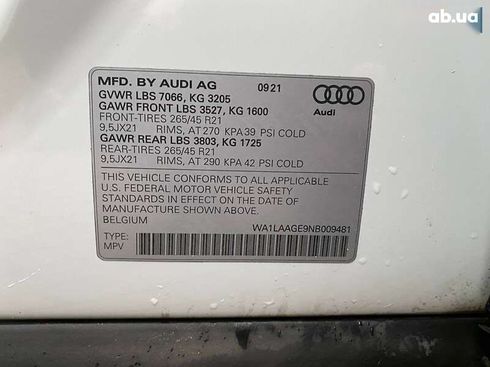 ab.ua
MFD. BY AUDI AG 09 21
GVWR LBS 7066, KG 3205
GAWR FRONT LBS 3527, KG 1600
FRONT-TIRES 265/45 R21
9,5JX21 RIMS, AT 270 KPA 39 PSI COLD
GAWR REAR LBS 3803, KG 1725
REAR-TIRES 265/45 R21
9,5JX21 RIMS, AT 290 KPA 42 PSI COLD
Audi
THIS VEHICLE CONFORMS TO ALL APPLICABLE
U.S. FEDERAL MOTOR VEHICLE SAFETY
STANDARDS IN EFFECT ON THE DATE OF
MANUFACTURE SHOWN ABOVE.
BELGIUM
WA1LAAGE9NB009481
TYPE:
MPV